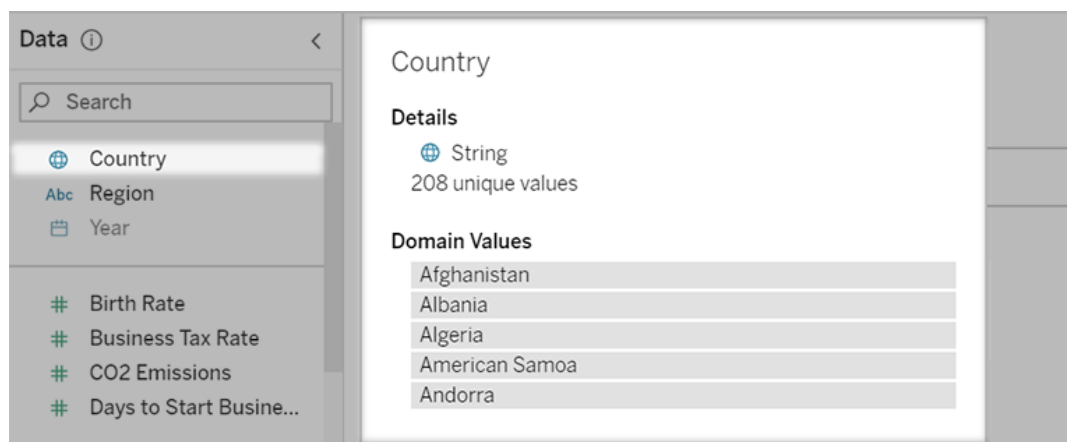 Data
Search
Country
Abc Region
Year
Birth Rate
Business Tax Rate
CO2 Emissions
Days to Start Busine...
Country
Details
String
208 unique values
Domain Values
Afghanistan
Albania
Algeria
American Samoa
Andorra